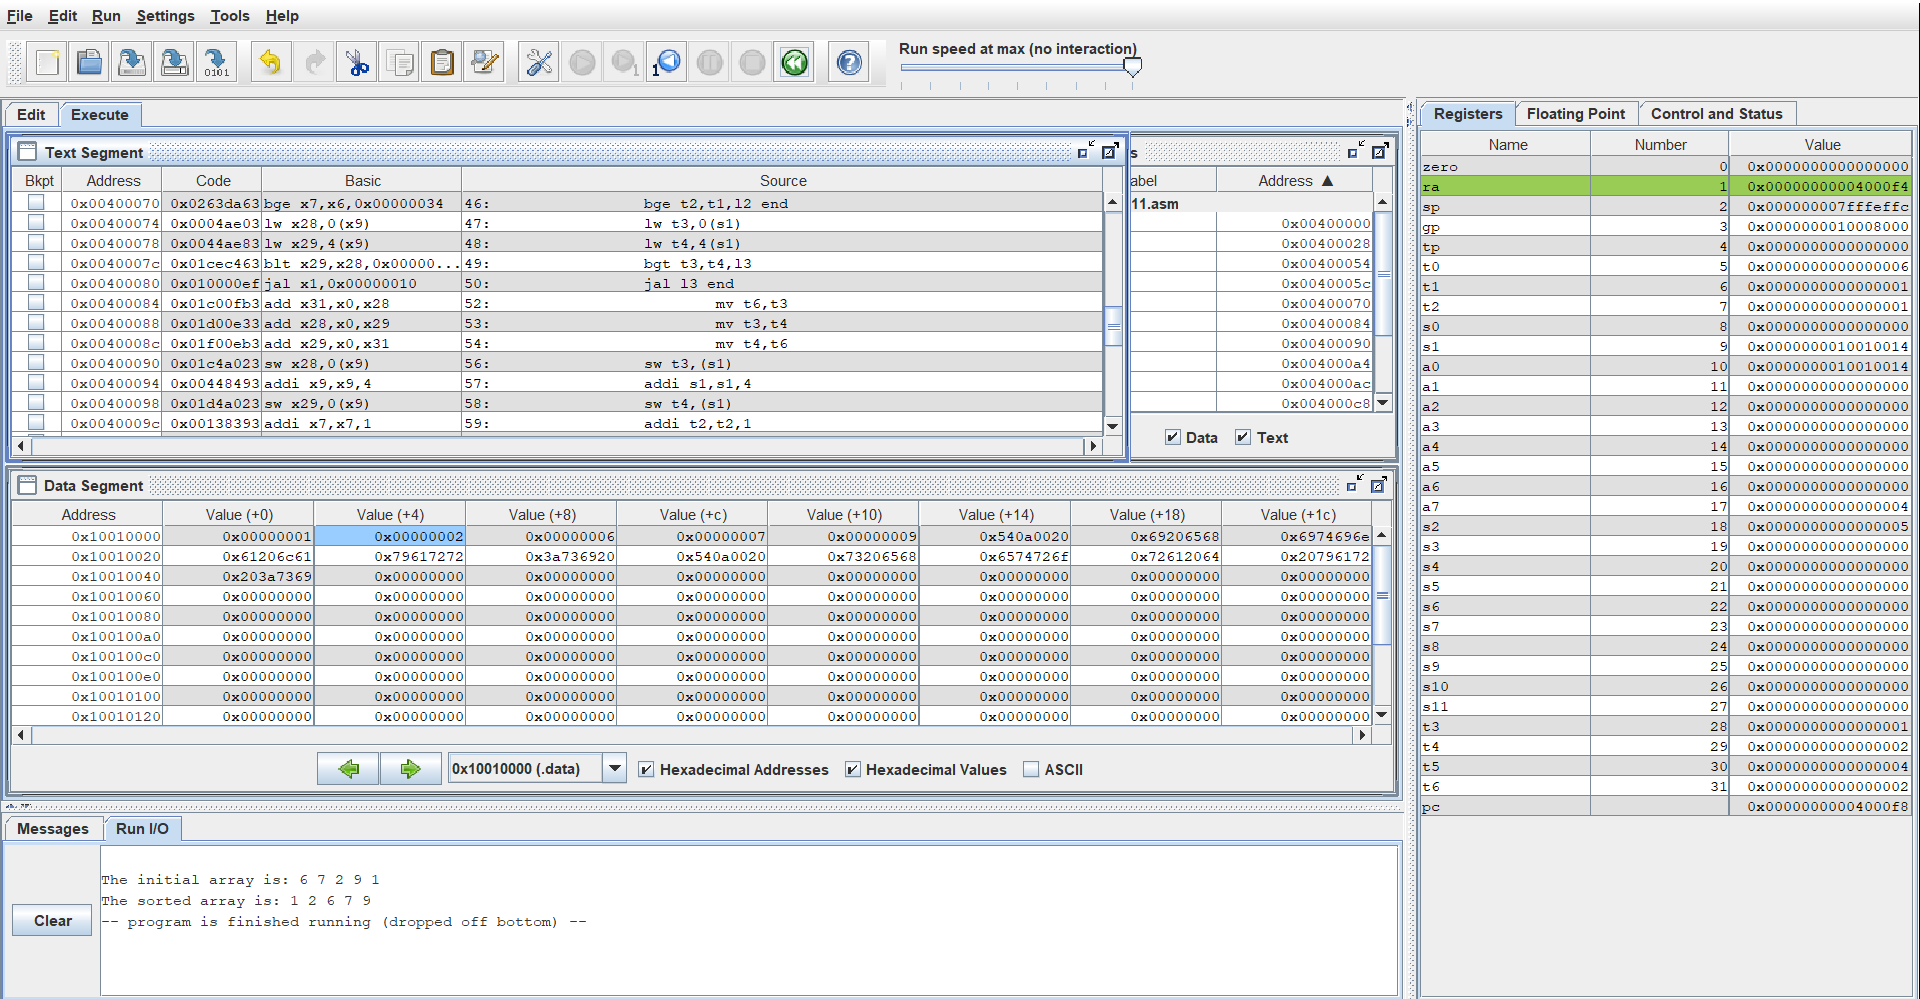 File Edit Run Settings Tools Help
Run speed at max (no interaction)
0101
1
1
Edit Execute
Text Segment
Bkpt Address Code Basic Source
0x00400070 0x0263da63 bge x7,x6,0x00000034 46: bge t2,t1,l2 end
0x00400074 0x0004ae03 lw x28,0(x9) 47: lw t3,0(s1)
0x00400078 0x0044ae83 lw x29,4(x9) 48: lw t4,4(s1)
0x0040007c 0x01cec463 blt x29,x28,0x00000... 49: bgt t3,t4,l3
0x00400080 0x010000ef jal x1,0x00000010 50: jal l3 end
0x00400084 0x01c00fb3 add x31,x0,x28 52: mv t6,t3
0x00400088 0x01d00e33 add x28,x0,x29 53: mv t3,t4
0x0040008c 0x01f00eb3 add x29,x0,x31 54: mv t4,t6
0x00400090 0x01c4a023 sw x28,0(x9) 56: sw t3,(s1)
0x00400094 0x00448493 addi x9,x9,4 57: addi s1,s1,4
0x00400098 0x01d4a023 sw x29,0(x9) 58: sw t4,(s1)
0x0040009c 0x00138393 addi x7,x7,1 59: addi t2,t2,1
s
abel Address ▲
11.asm
0x00400000
0x00400028
0x00400054
0x0040005c
0x00400070
0x00400084
0x00400090
0x004000a4
0x004000ac
0x004000c8
Data Text
Data Segment
Address Value (+0) Value (+4) Value (+8) Value (+c) Value (+10) Value (+14) Value (+18) Value (+1c)
0x10010000 0x00000001 0x00000002 0x00000006 0x00000007 0x00000009 0x540a0020 0x69206568 0x6974696e
0x10010020 0x61206c61 0x79617272 0x3a736920 0x540a0020 0x73206568 0x6574726f 0x72612064 0x20796172
0x10010040 0x203a7369 0x00000000 0x00000000 0x00000000 0x00000000 0x00000000 0x00000000 0x00000000
0x10010060 0x00000000 0x00000000 0x00000000 0x00000000 0x00000000 0x00000000 0x00000000 0x00000000
0x10010080 0x00000000 0x00000000 0x00000000 0x00000000 0x00000000 0x00000000 0x00000000 0x00000000
0x100100a0 0x00000000 0x00000000 0x00000000 0x00000000 0x00000000 0x00000000 0x00000000 0x00000000
0x100100c0 0x00000000 0x00000000 0x00000000 0x00000000 0x00000000 0x00000000 0x00000000 0x00000000
0x100100e0 0x00000000 0x00000000 0x00000000 0x00000000 0x00000000 0x00000000 0x00000000 0x00000000
0x10010100 0x00000000 0x00000000 0x00000000 0x00000000 0x00000000 0x00000000 0x00000000 0x00000000
0x10010120 0x00000000 0x00000000 0x00000000 0x00000000 0x00000000 0x00000000 0x00000000 0x00000000
0x10010000 (.data) Hexadecimal Addresses Hexadecimal Values ASCII
Messages Run I/O
Clear
The initial array is: 6 7 2 9 1
The sorted array is: 1 2 6 7 9
-- program is finished running (dropped off bottom) --
Registers Floating Point Control and Status
Name Number Value
zero 0 0x0000000000000000
ra 1 0x00000000004000f4
sp 2 0x000000007fffeffc
gp 3 0x0000000010008000
tp 4 0x0000000000000000
t0 5 0x0000000000000006
t1 6 0x0000000000000001
t2 7 0x0000000000000001
s0 8 0x0000000000000000
s1 9 0x0000000010010014
a0 10 0x0000000010010014
a1 11 0x0000000000000000
a2 12 0x0000000000000000
a3 13 0x0000000000000000
a4 14 0x0000000000000000
a5 15 0x0000000000000000
a6 16 0x0000000000000000
a7 17 0x0000000000000004
s2 18 0x0000000000000005
s3 19 0x0000000000000000
s4 20 0x0000000000000000
s5 21 0x0000000000000000
s6 22 0x0000000000000000
s7 23 0x0000000000000000
s8 24 0x0000000000000000
s9 25 0x0000000000000000
s10 26 0x0000000000000000
s11 27 0x0000000000000000
t3 28 0x0000000000000001
t4 29 0x0000000000000002
t5 30 0x0000000000000004
t6 31 0x0000000000000002
pc 0x00000000004000f8